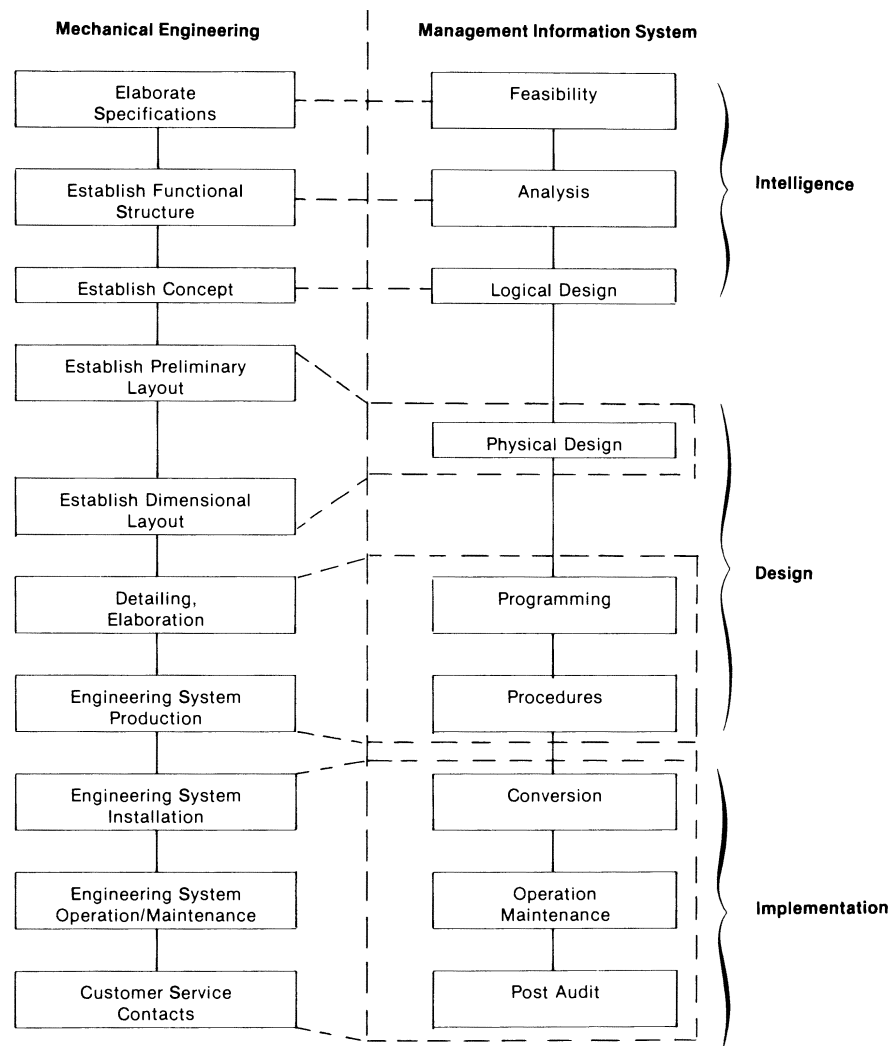 Mechanical Engineering
Management Information System
Elaborate
Specifications
Feasibility
Establish Functional
Structure
Analysis
Intelligence
Establish Concept
Logical Design
Establish Preliminary
Layout
Physical Design
Establish Dimensional
Layout
Detailing,
Elaboration
Programming
Design
Engineering System
Production
Procedures
Engineering System
Installation
Conversion
Engineering System
Operation/Maintenance
Operation
Maintenance
Implementation
Customer Service
Contacts
Post Audit